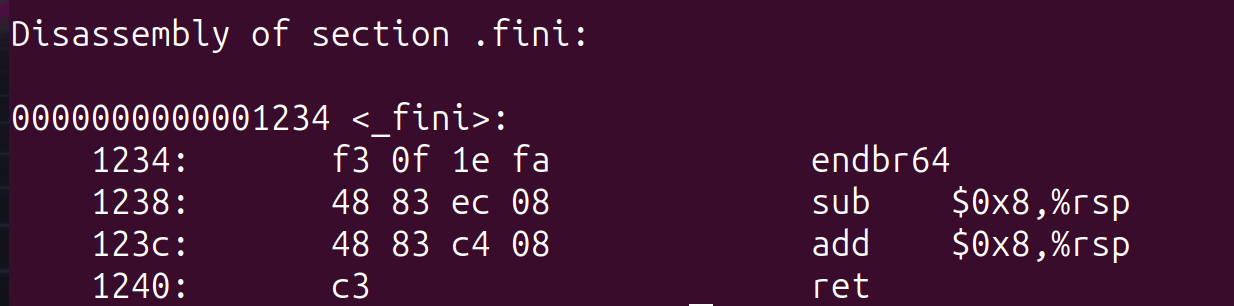 Disassembly of section .fini:
0000000000001234 <_fini>:
1234: f3 0f 1e fa endbr64
1238: 48 83 ec 08 sub $0x8,%rsp
123c: 48 83 c4 08 add $0x8,%rsp
1240: c3 ret